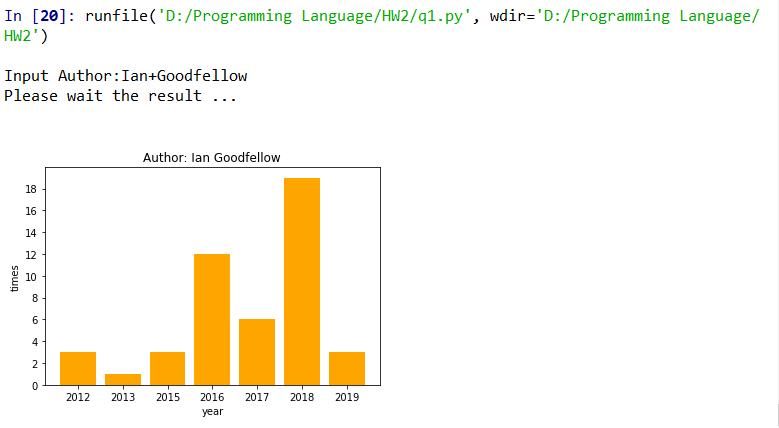 In [20]: runfile('D:/Programming Language/HW2/q1.py', wdir='D:/Programming Language/
HW2')
Input Author:Ian+Goodfellow
Please wait the result ...
Author: Ian Goodfellow
18
16
14
12
10
8
6
4
2
0
times
2012 2013 2015 2016 2017 2018 2019
year